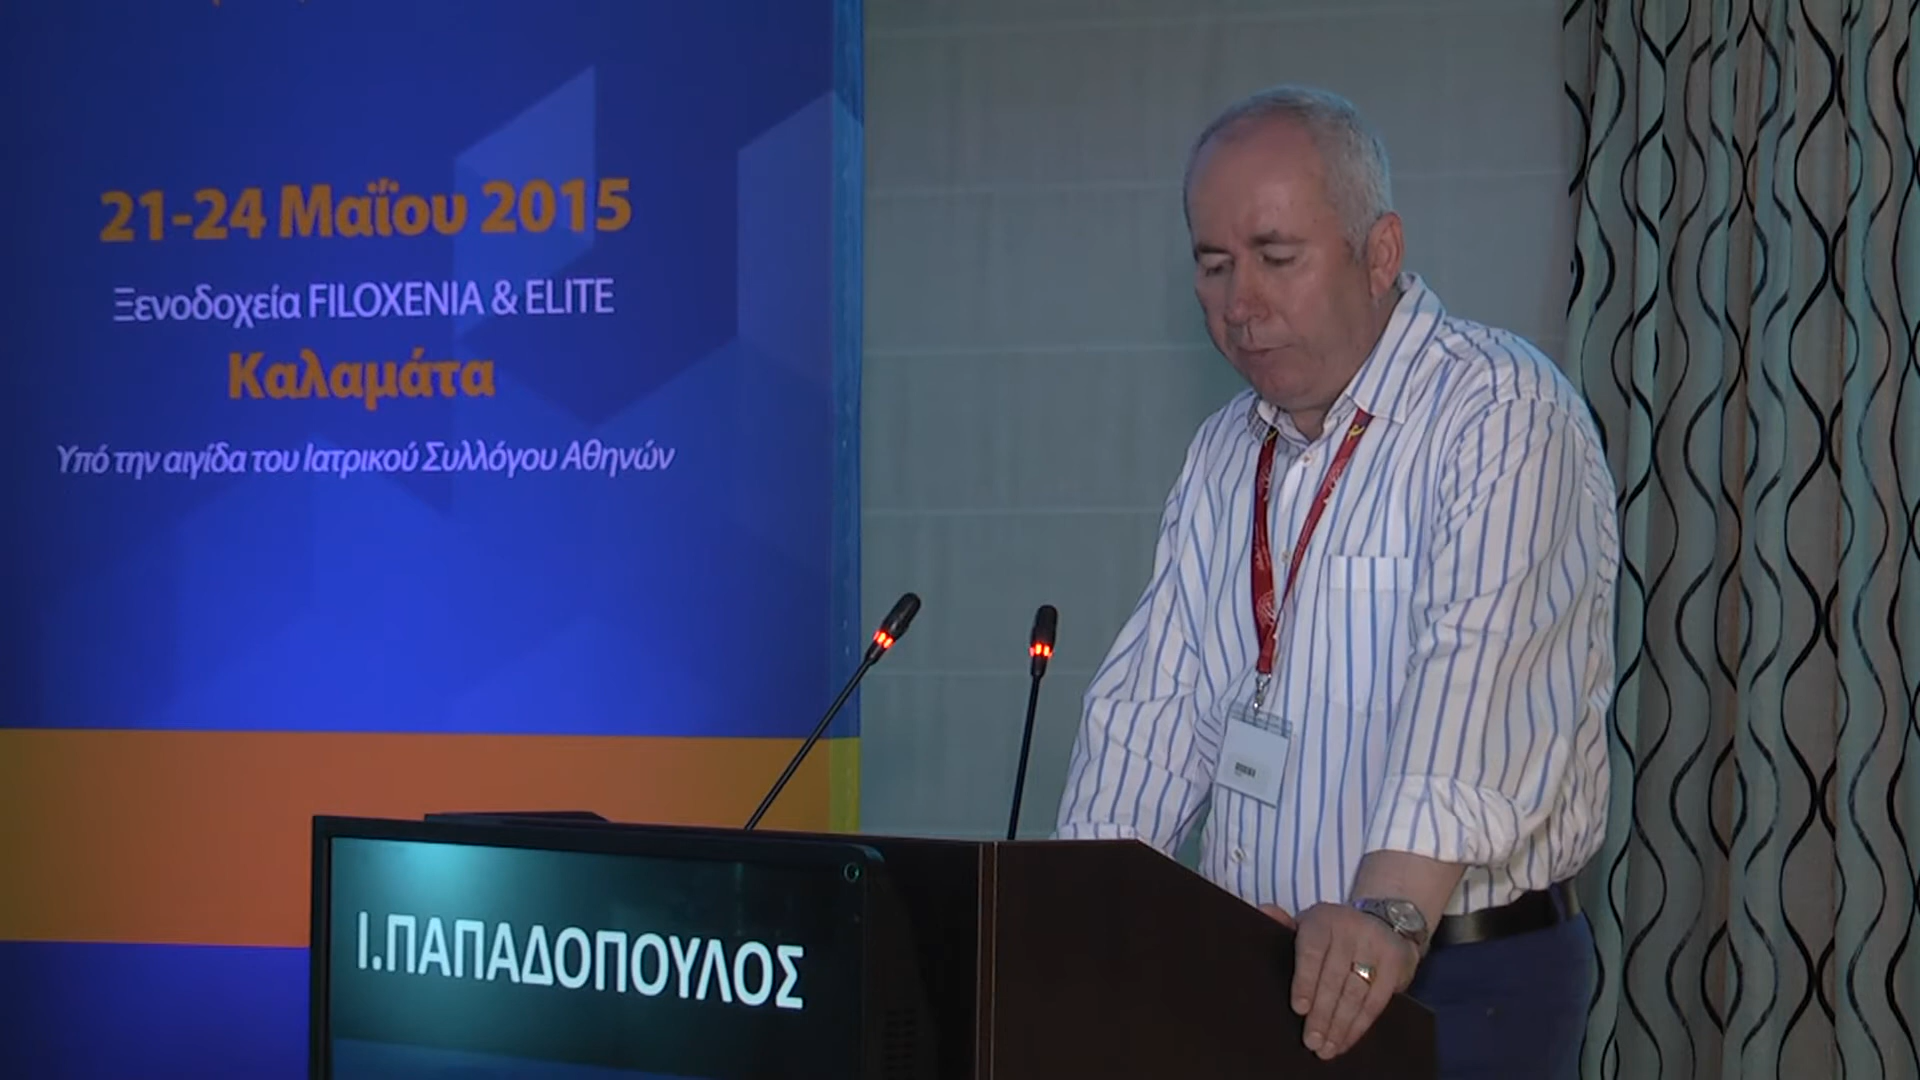 21-24 Μαΐου 2015
Ξενοδοχεία FILOXENIA & ELITE
Καλαμάτα
Υπό την αιγίδα του Ιατρικού Συλλόγου Αθηνών
Ι.ΠΑΠΑΔΟΠΟΥΛΟΣ